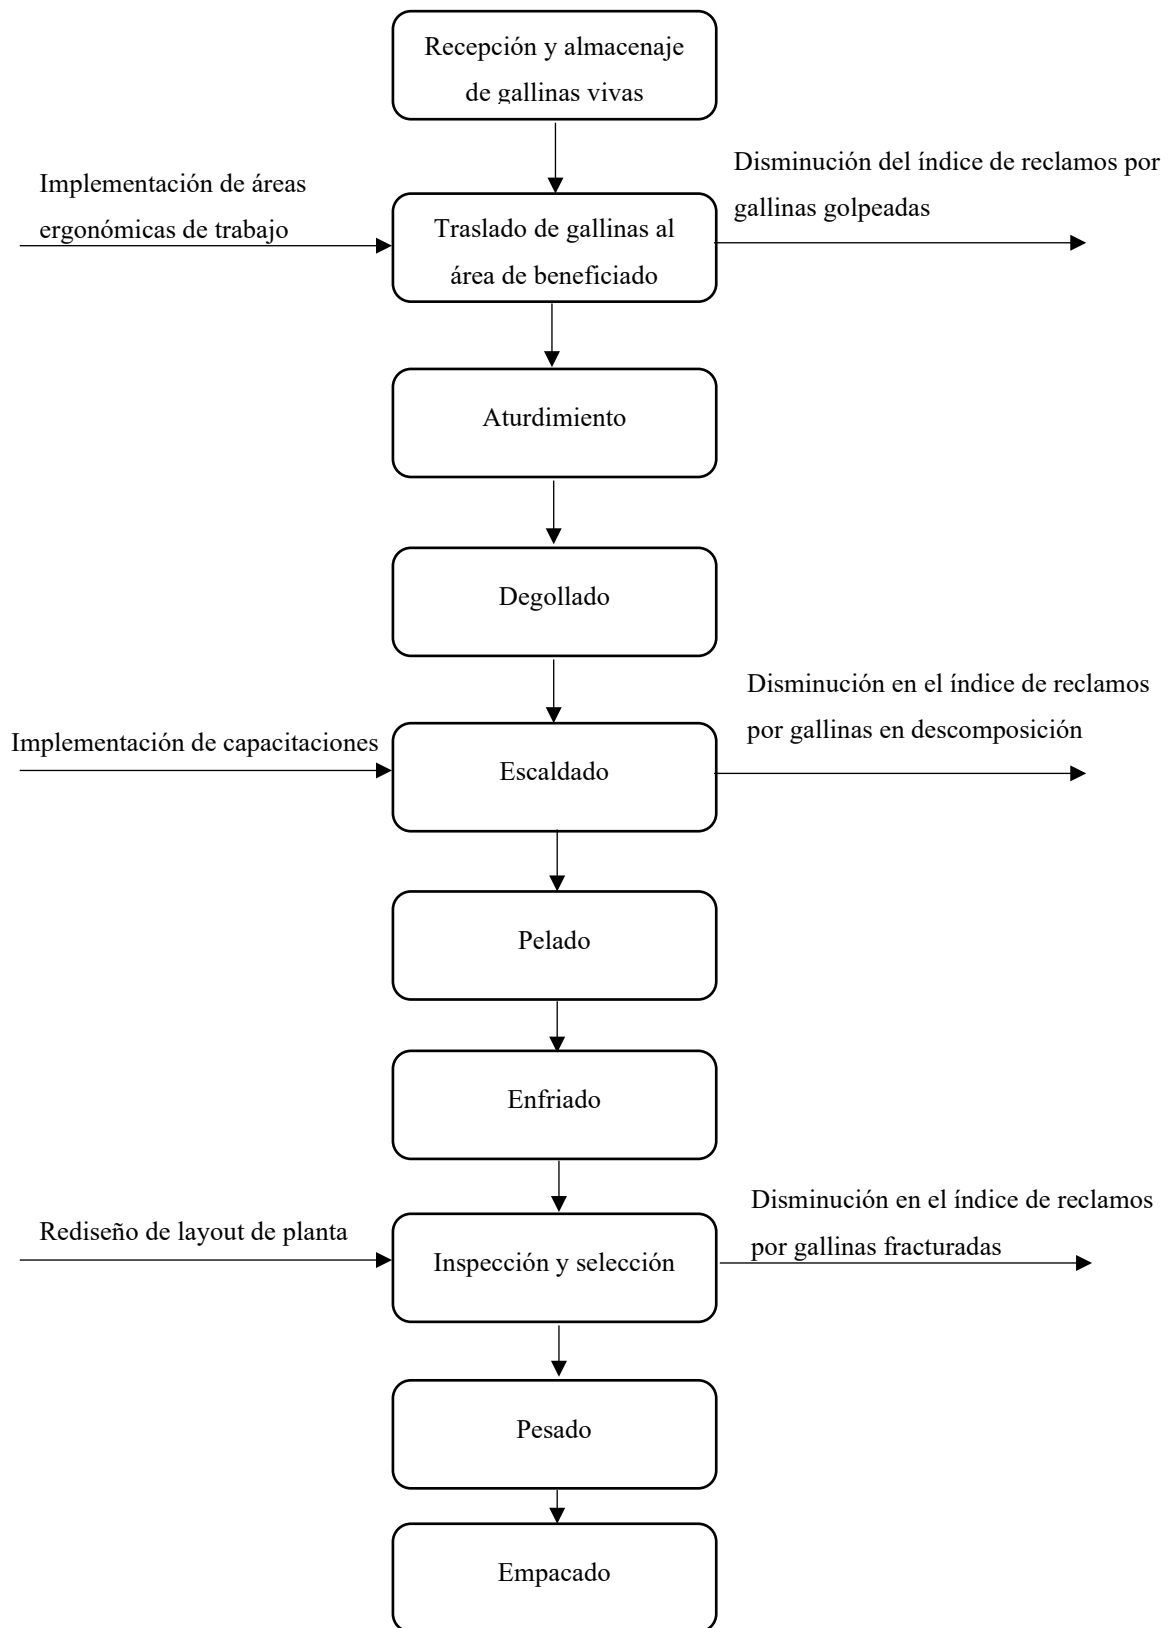 Recepción y almacenaje
de gallinas vivas
Implementación de áreas
ergonómicas de trabajo
Traslado de gallinas al
área de beneficiado
Disminución del índice de reclamos por
gallinas golpeadas
Aturdimiento
Degollado
Implementación de capacitaciones
Escaldado
Disminución en el índice de reclamos
por gallinas en descomposición
Pelado
Enfriado
Rediseño de layout de planta
Inspección y selección
Disminución en el índice de reclamos
por gallinas fracturadas
Pesado
Empacado